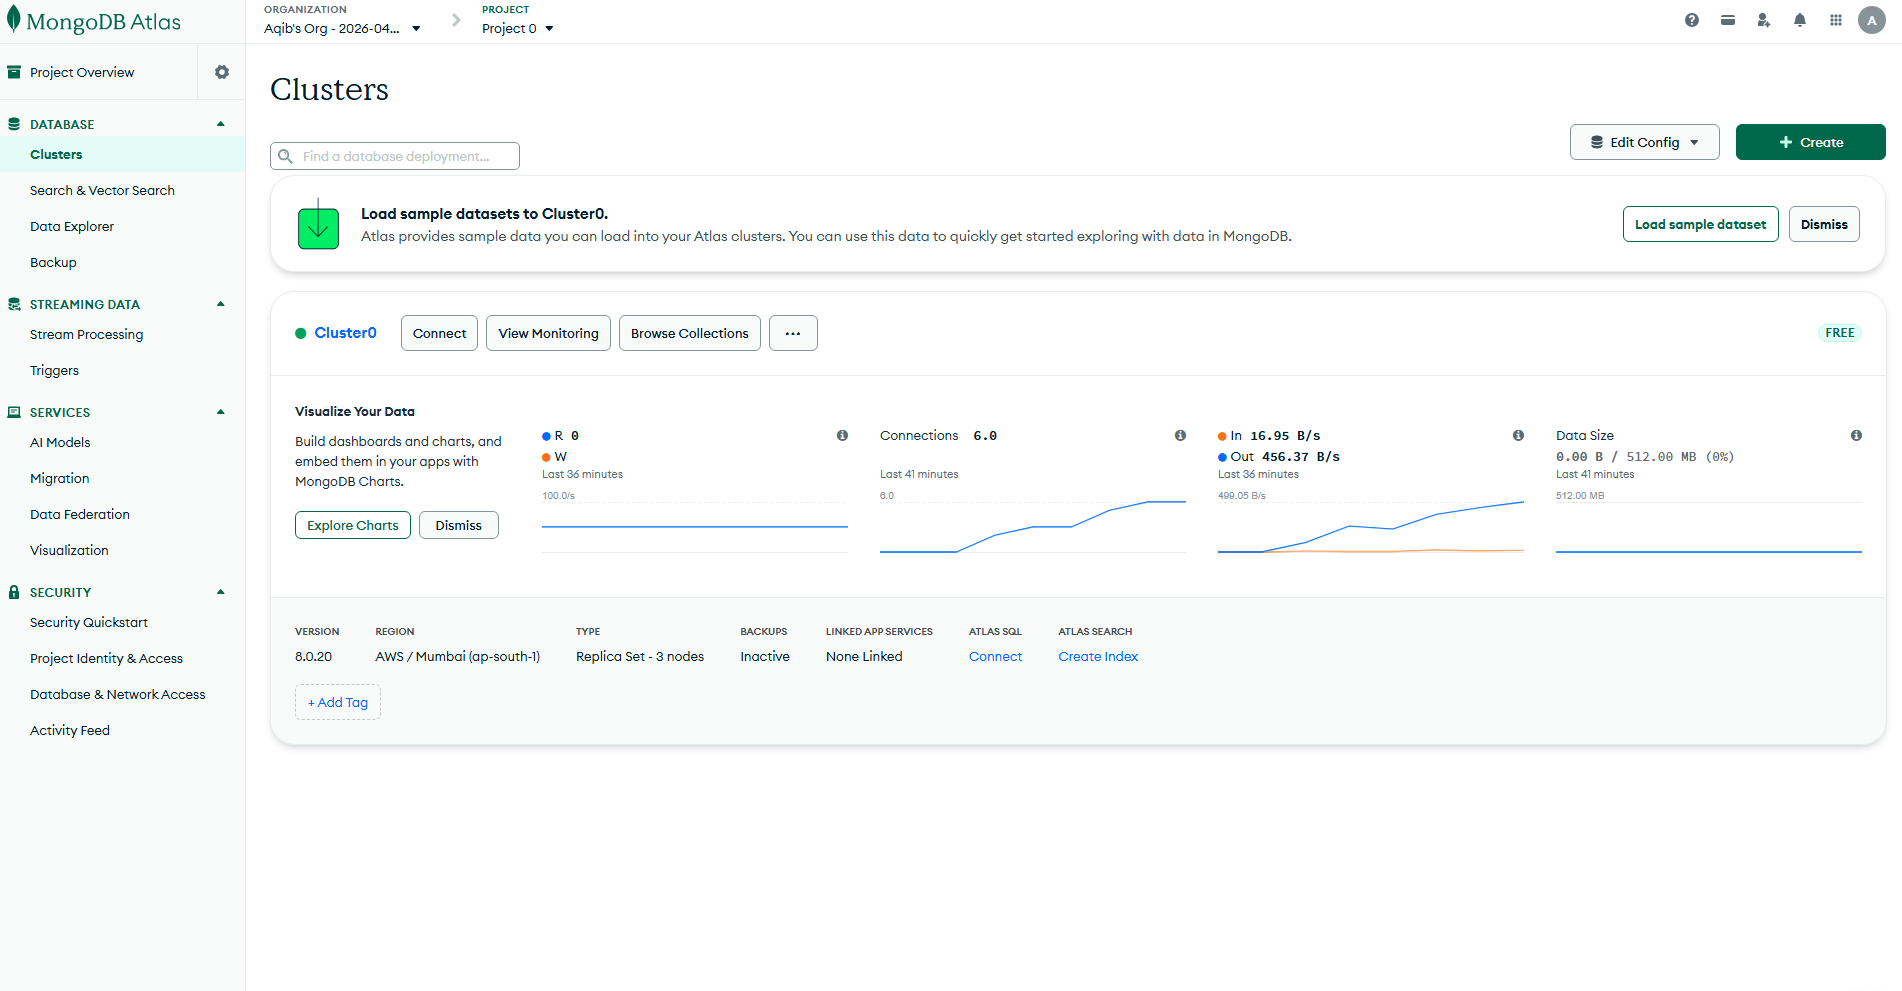 MongoDB Atlas
ORGANIZATION
Aqib's Org - 2026-04...
PROJECT
Project 0
A
Project Overview
DATABASE
Clusters
Search & Vector Search
Data Explorer
Backup
STREAMING DATA
Stream Processing
Triggers
SERVICES
AI Models
Migration
Data Federation
Visualization
SECURITY
Security Quickstart
Project Identity & Access
Database & Network Access
Activity Feed
Clusters
Find a database deployment...
Edit Config
+ Create
Load sample datasets to Cluster0.
Atlas provides sample data you can load into your Atlas clusters. You can use this data to quickly get started exploring with data in MongoDB.
Load sample dataset
Dismiss
Cluster0
Connect
View Monitoring
Browse Collections
...
FREE
Visualize Your Data
Build dashboards and charts, and
embed them in your apps with
MongoDB Charts.
Explore Charts
Dismiss
R 0
W
Last 36 minutes
100.0/s
Connections 6.0
Last 41 minutes
6.0
In 16.95 B/s
Out 456.37 B/s
Last 36 minutes
499.05 B/s
Data Size
0.00 B / 512.00 MB (0%)
Last 41 minutes
512.00 MB
VERSION
8.0.20
REGION
AWS / Mumbai (ap-south-1)
TYPE
Replica Set - 3 nodes
BACKUPS
Inactive
LINKED APP SERVICES
None Linked
ATLAS SQL
Connect
ATLAS SEARCH
Create Index
+ Add Tag